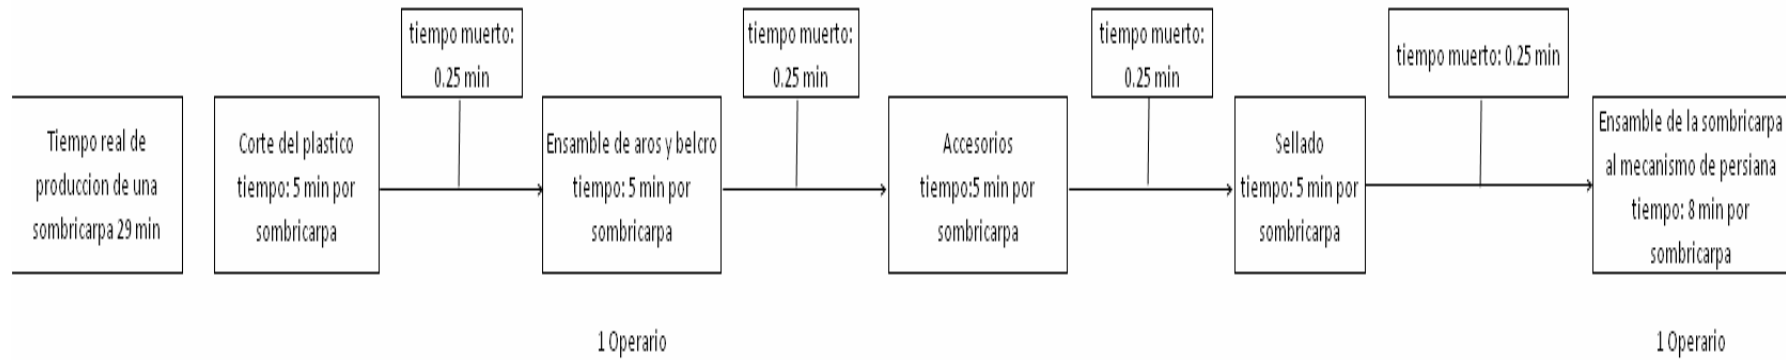 tiempo muerto:
0.25 min
tiempo muerto:
0.25 min
tiempo muerto:
0.25 min
tiempo muerto: 0.25 min
Tiempo real de
produccion de una
sombricarpa 29 min
Corte del plastico
tiempo: 5 min por
sombricarpa
Ensamble de aros y belcro
tiempo: 5 min por
sombricarpa
Accesorios
tiempo:5 min por
sombricarpa
Sellado
tiempo: 5 min por
sombricarpa
Ensamble de la sombricarpa
al mecanismo de persiana
tiempo: 8 min por
sombricarpa
1 Operario
1 Operario